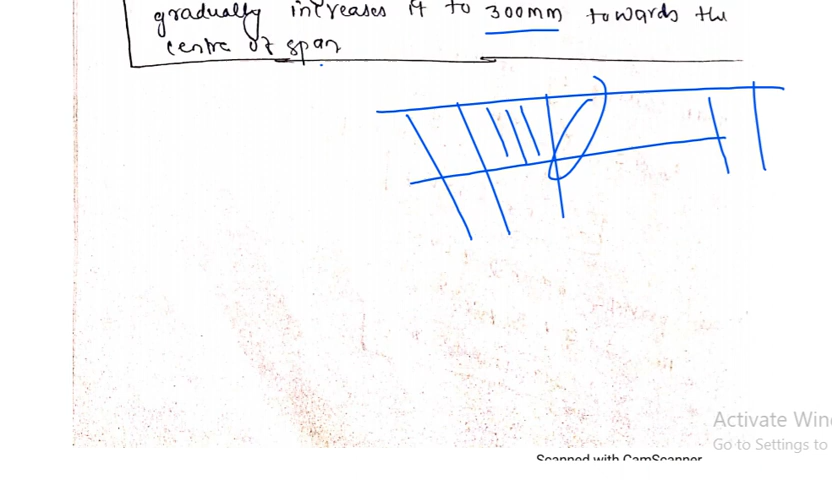 gradually increases it to 300mm towards the
centre of span
Activate Win
Go to Settings to
Scanned with CamScanner